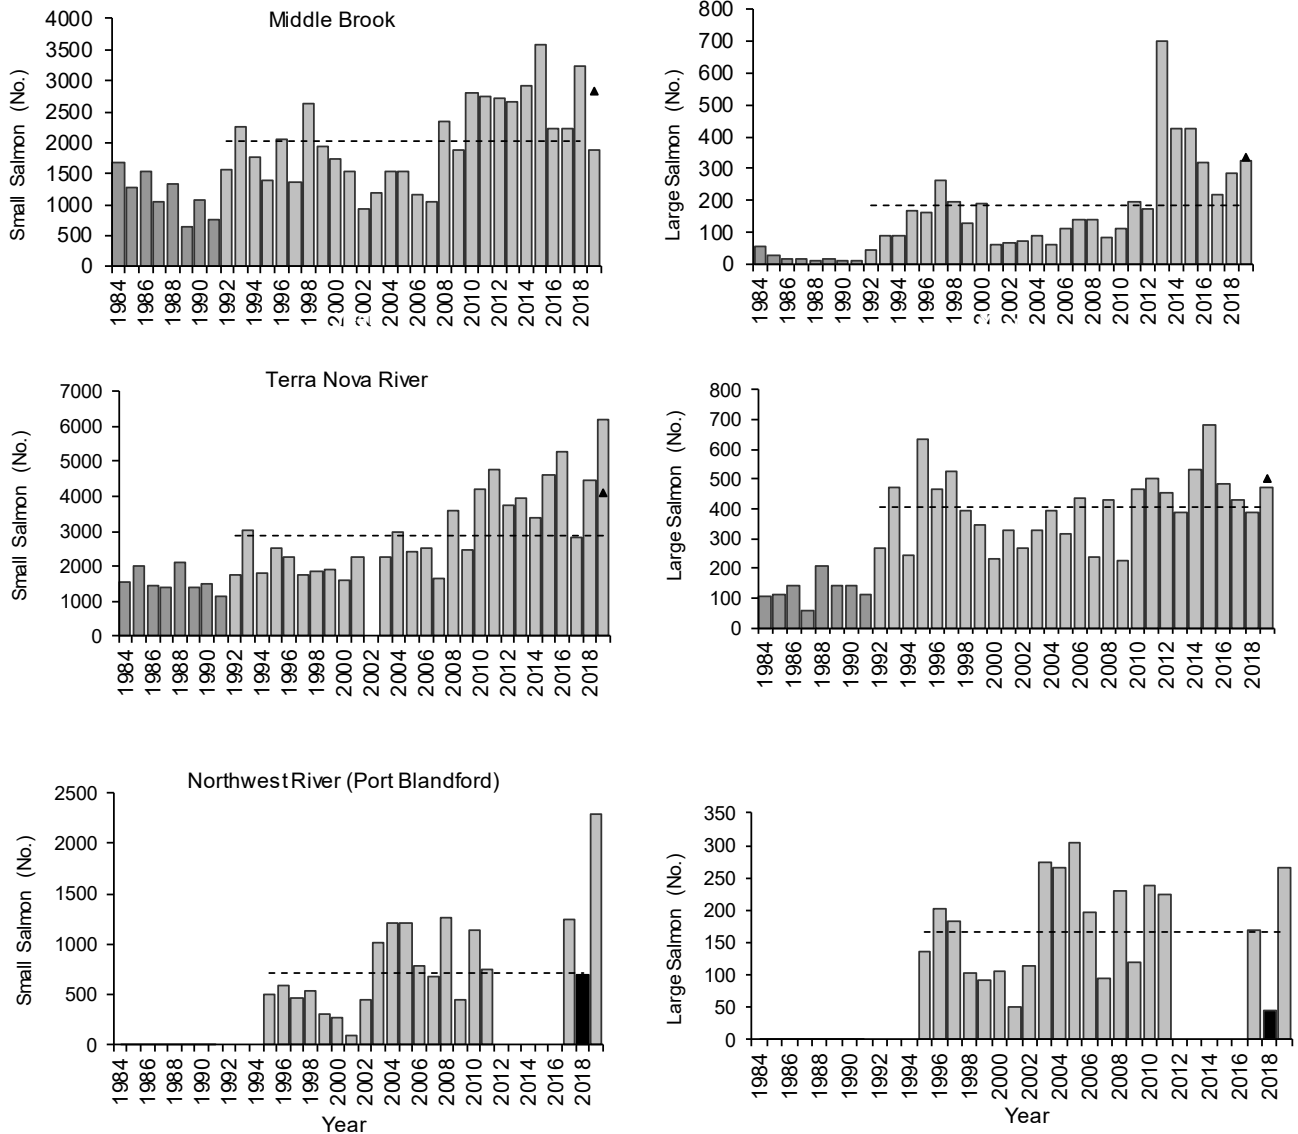 Middle Brook
Small Salmon (No.)
4000
3500
3000
2500
2000
1500
1000
500
0
1984 1986 1988 1990 1992 1994 1996 1998 2000 2002 2004 2006 2008 2010 2012 2014 2016 2018
Large Salmon (No.)
800
700
600
500
400
300
200
100
0
1984 1986 1988 1990 1992 1994 1996 1998 2000 2002 2004 2006 2008 2010 2012 2014 2016 2018
Terra Nova River
Small Salmon (No.)
7000
6000
5000
4000
3000
2000
1000
0
1984 1986 1988 1990 1992 1994 1996 1998 2000 2002 2004 2006 2008 2010 2012 2014 2016 2018
Large Salmon (No.)
800
700
600
500
400
300
200
100
0
1984 1986 1988 1990 1992 1994 1996 1998 2000 2002 2004 2006 2008 2010 2012 2014 2016 2018
Northwest River (Port Blandford)
Small Salmon (No.)
2500
2000
1500
1000
500
0
1984 1986 1988 1990 1992 1994 1996 1998 2000 2002 2004 2006 2008 2010 2012 2014 2016 2018
Year
Large Salmon (No.)
350
300
250
200
150
100
50
0
1984 1986 1988 1990 1992 1994 1996 1998 2000 2002 2004 2006 2008 2010 2012 2014 2016 2018
Year